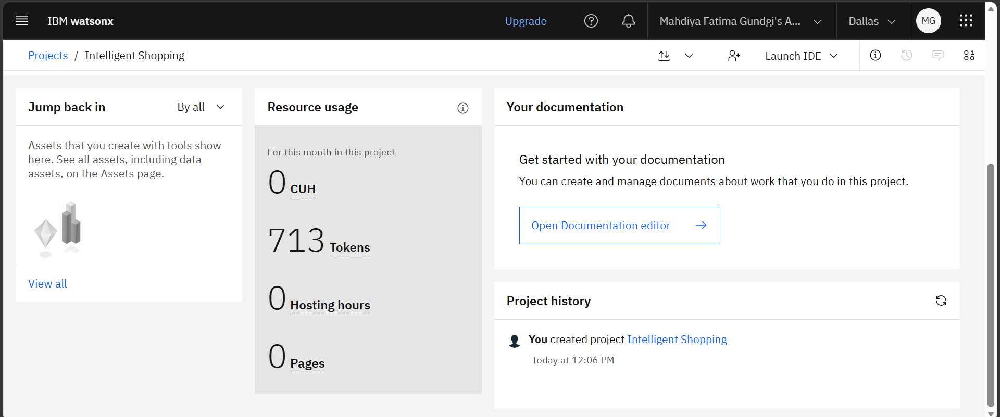 IBM watsonx
Upgrade
Mahdiya Fatima Gundgi's A...
Dallas
MG
Projects / Intelligent Shopping
Launch IDE
Jump back in
By all
Assets that you create with tools show
here. See all assets, including data
assets, on the Assets page.
View all
Resource usage
For this month in this project
0 CUH
713 Tokens
0 Hosting hours
0 Pages
Your documentation
Get started with your documentation
You can create and manage documents about work that you do in this project.
Open Documentation editor
Project history
You created project Intelligent Shopping
Today at 12:06 PM